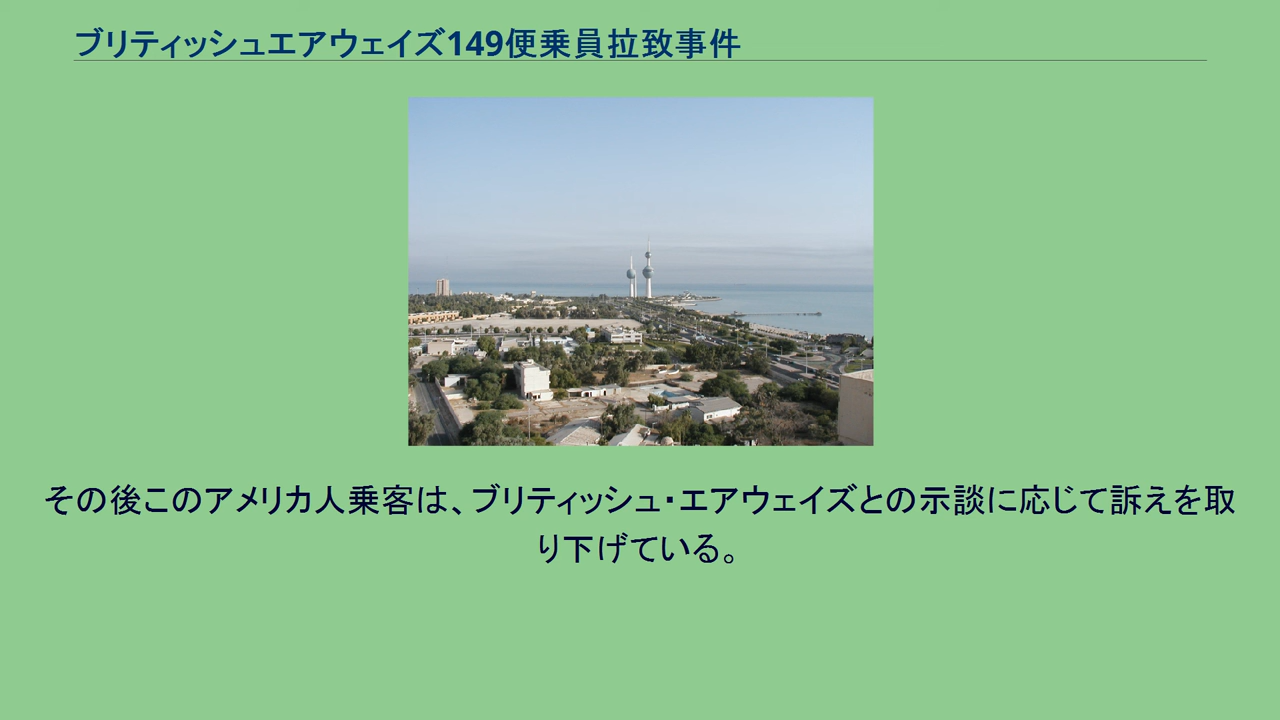 ブリティッシュエアウェイズ149便乗員拉致事件
その後このアメリカ人乗客は、ブリティッシュ・エアウェイズとの示談に応じて訴えを取
り下げている。